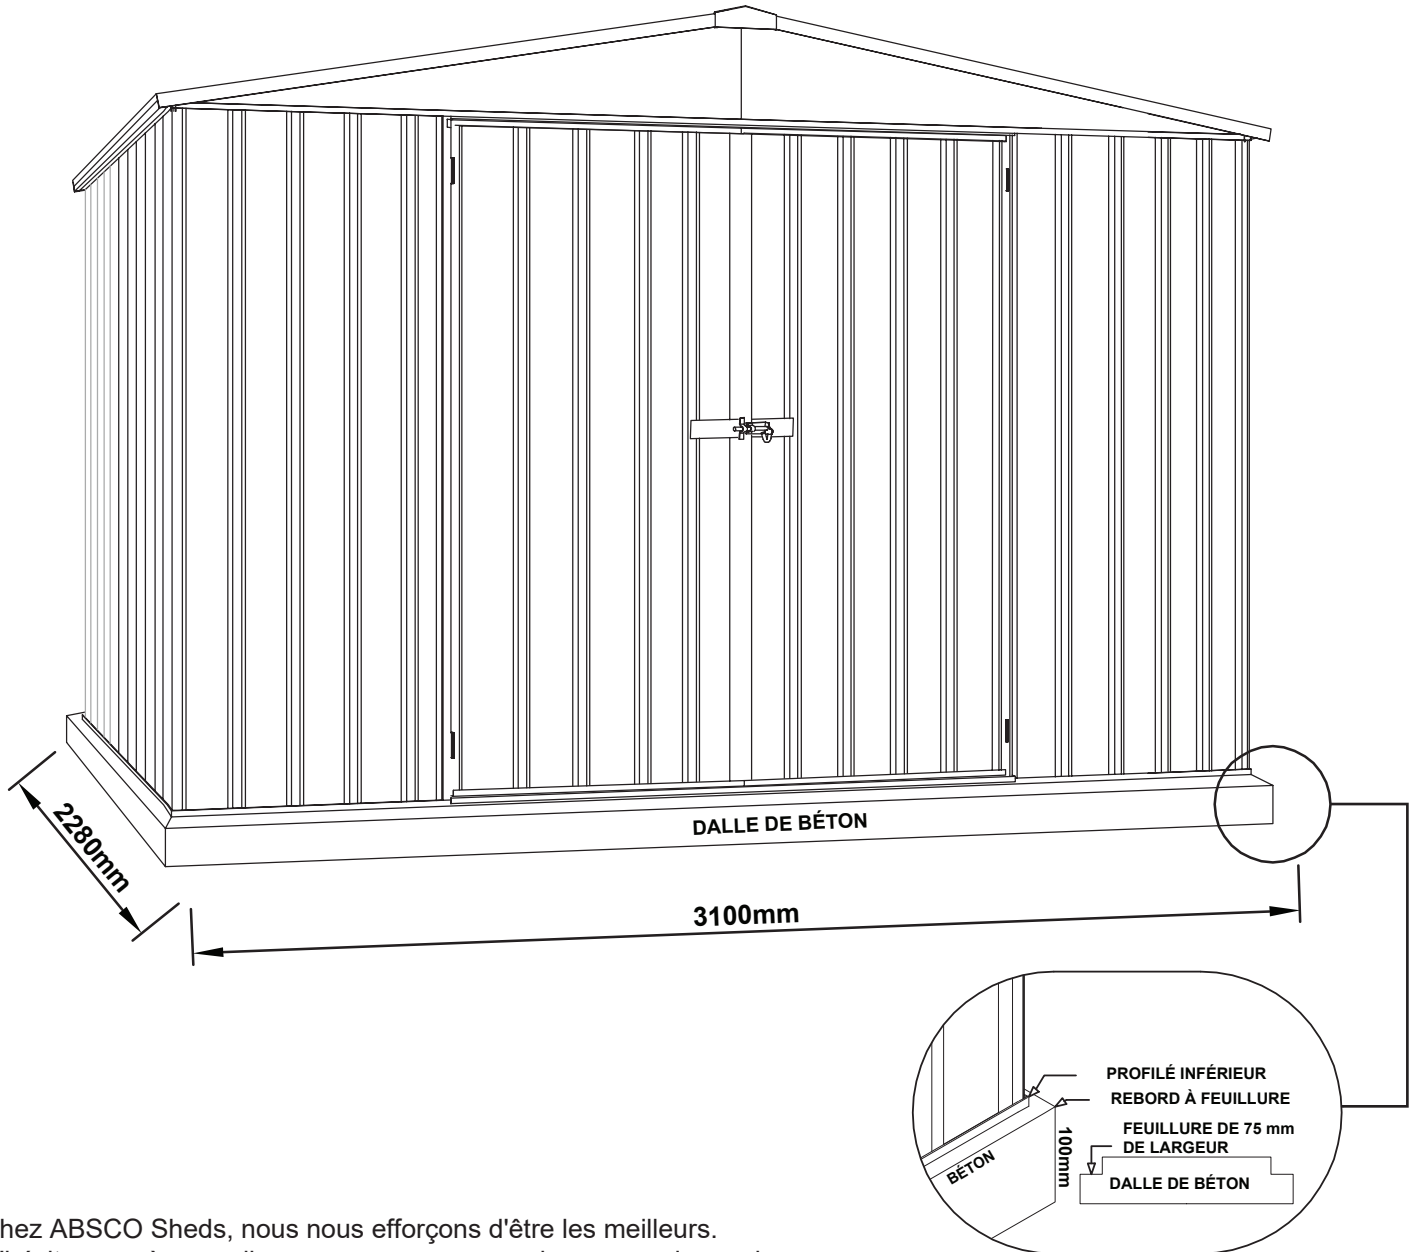 DALLE DE BÉTON
2280mm
3100mm
PROFILÉ INFÉRIEUR
REBORD À FEUILLURE
FEUILLURE DE 75 mm
DE LARGEUR
100mm
BÉTON
DALLE DE BÉTON
hez ABSCO Sheds, nous nous efforçons d'être les meilleurs.